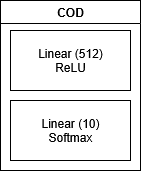 COD
Linear (512)
ReLU
Linear (10)
Softmax